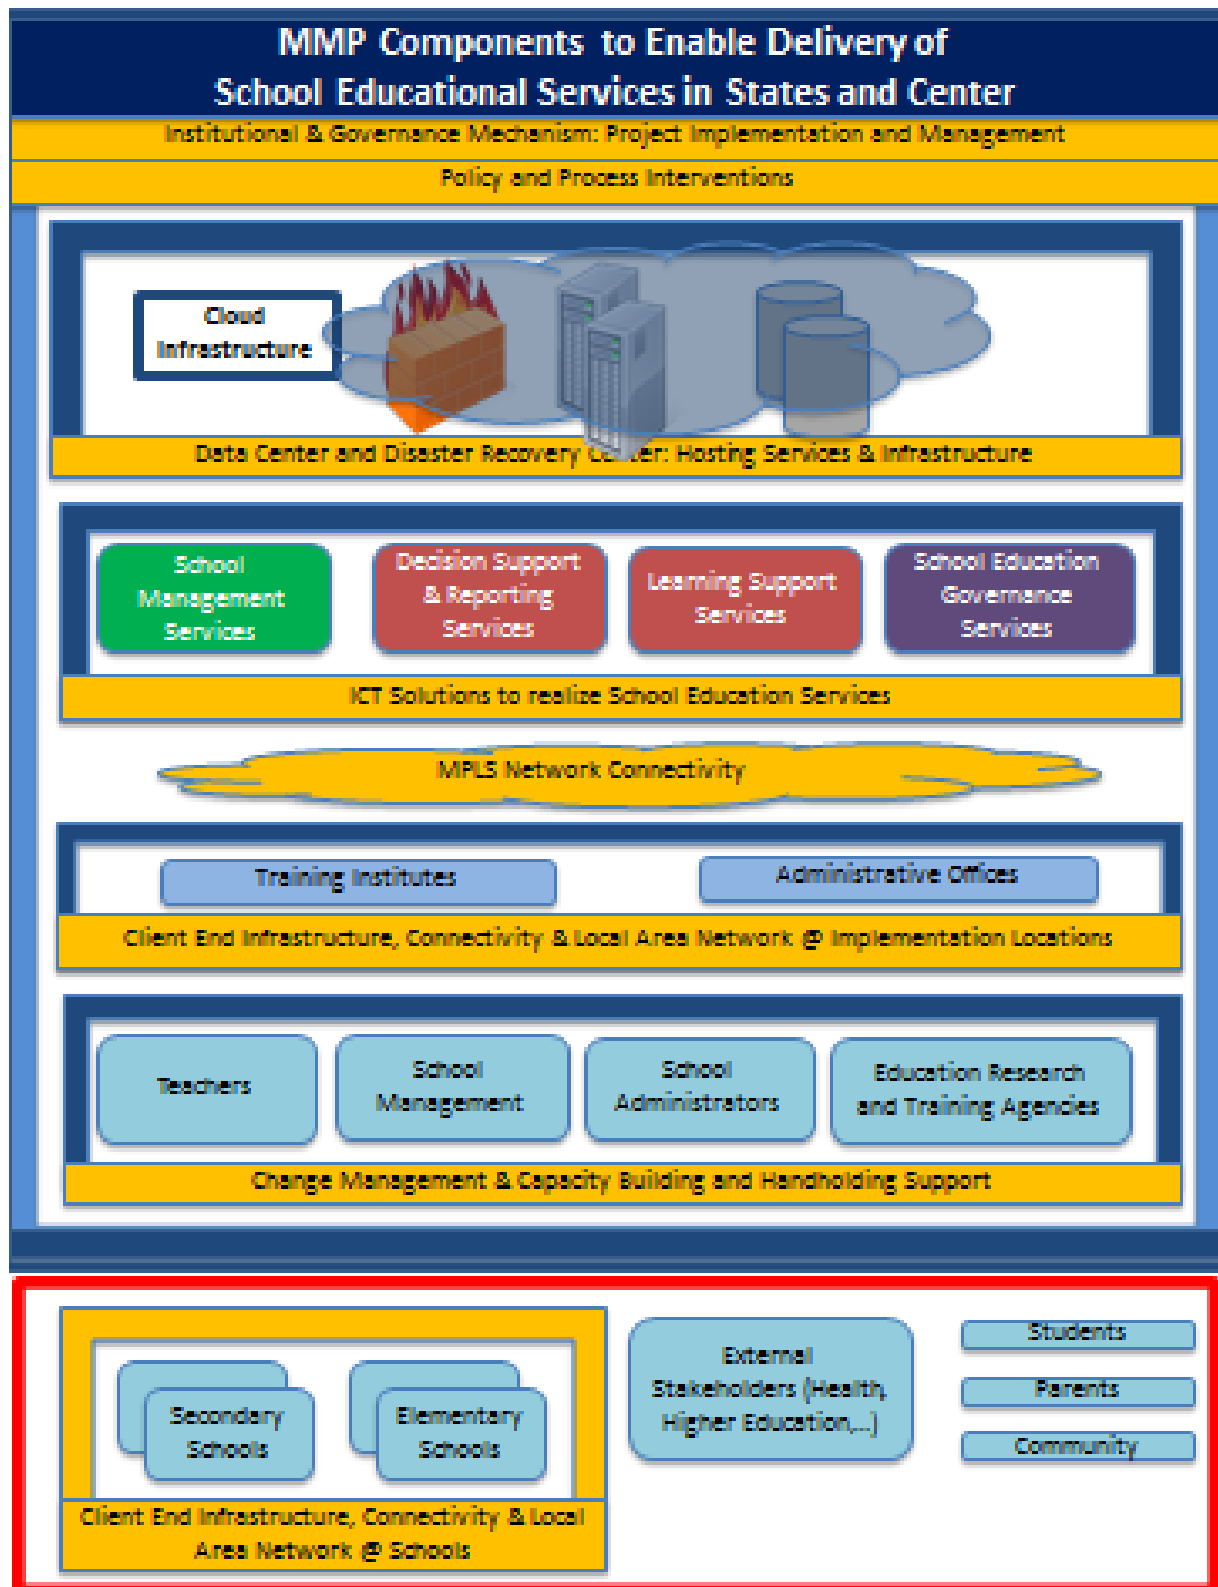 MMP Components to Enable Delivery of
School Educational Services in States and Center
Institutional & Governance Mechanism: Project Implementation and Management
Policy and Process Interventions
Cloud
Infrastructure
Data Center and Disaster Recovery Center: Hosting Services & Infrastructure
School
Management
Services
Decision Support
& Reporting
Services
Learning Support
Services
School Education
Governance
Services
ICT Solutions to realize School Education Services
MPLS Network Connectivity
Training Institutes
Administrative Offices
Client End Infrastructure, Connectivity & Local Area Network @ Implementation Locations
Teachers
School
Management
School
Administrators
Education Research
and Training Agencies
Change Management & Capacity Building and Handholding Support
Secondary
Schools
Elementary
Schools
Client End Infrastructure, Connectivity & Local
Area Network @ Schools
External
Stakeholders (Health,
Higher Education,...)
Students
Parents
Community